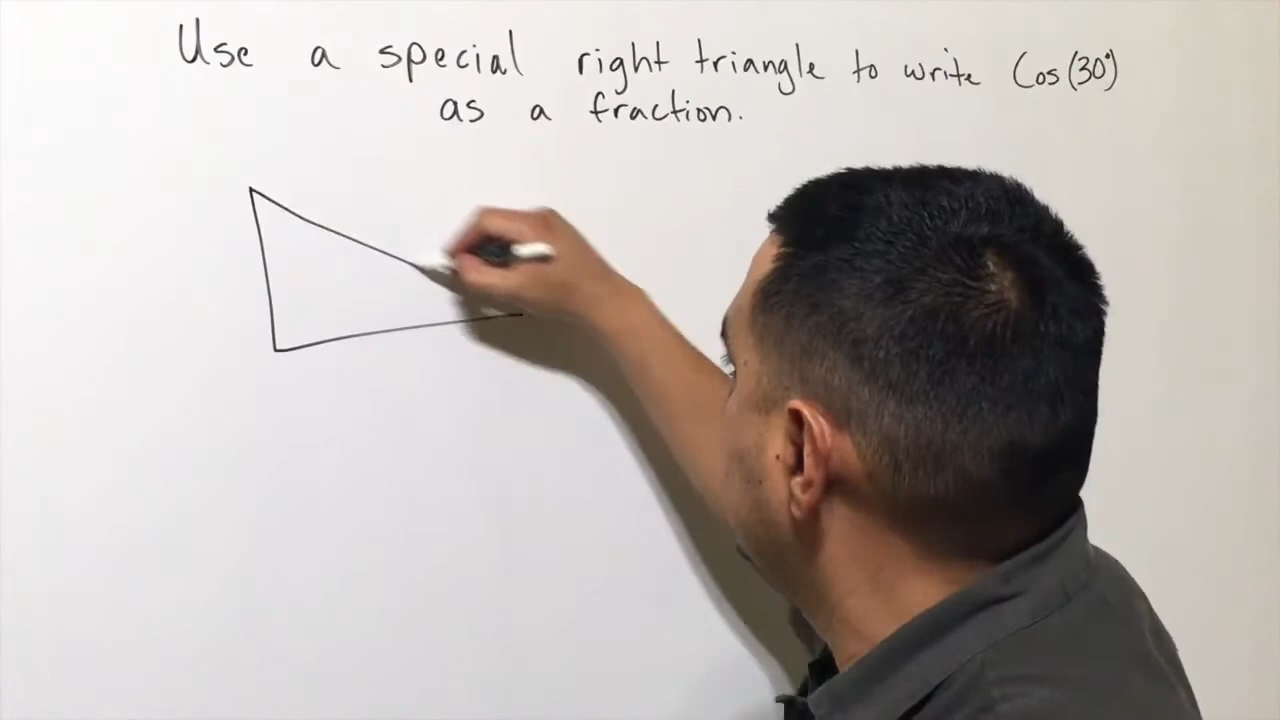 Use a special right triangle to write Cos(30°)
as a fraction.